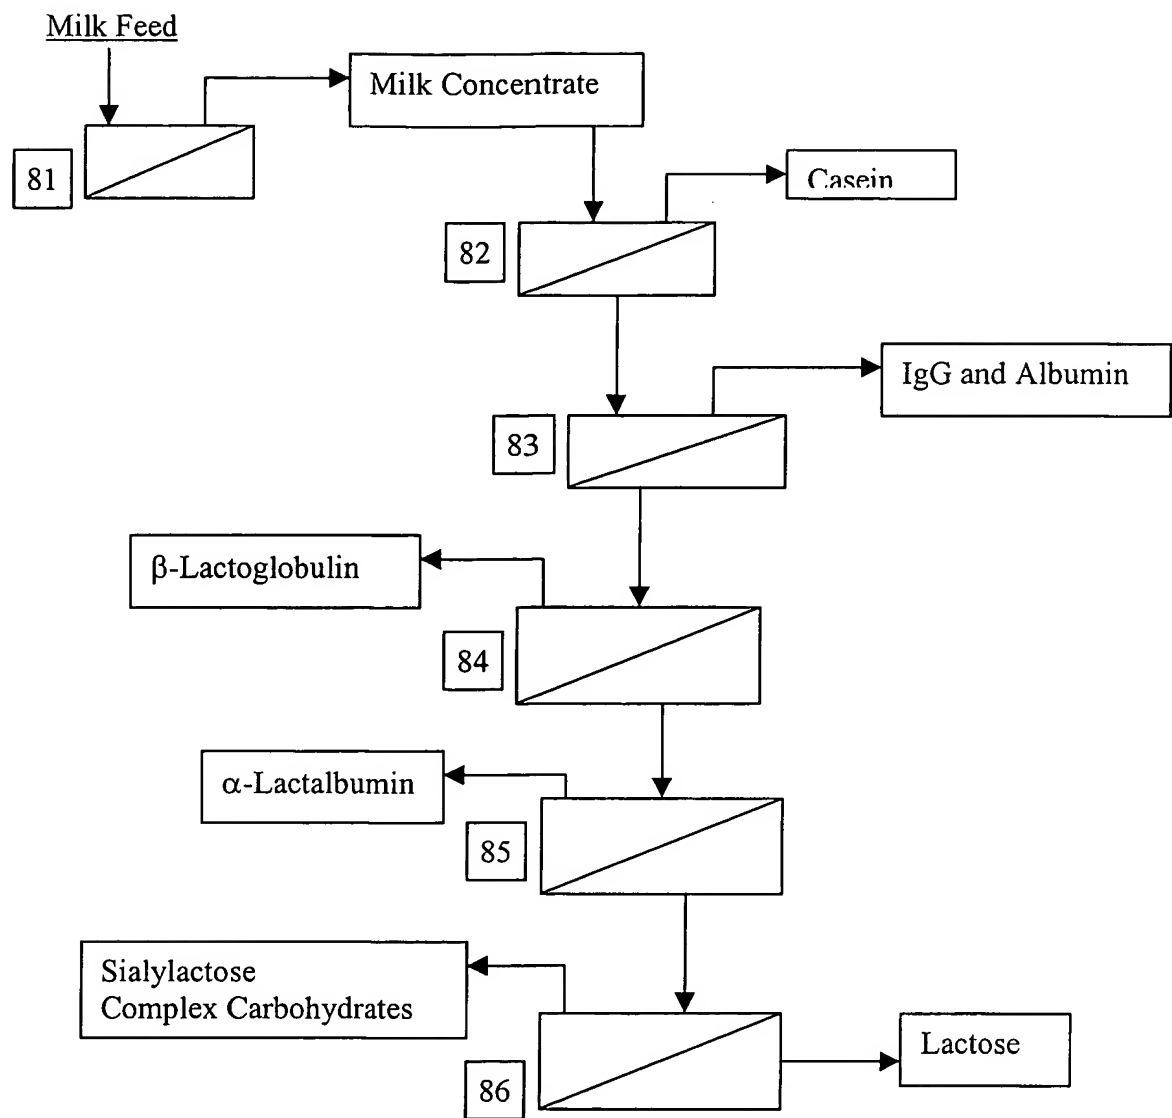 Milk Feed
Milk Concentrate
81
Casein
82
IgG and Albumin
83
β-Lactoglobulin
84
α-Lactalbumin
85
Sialylactose
Complex Carbohydrates
Lactose
86